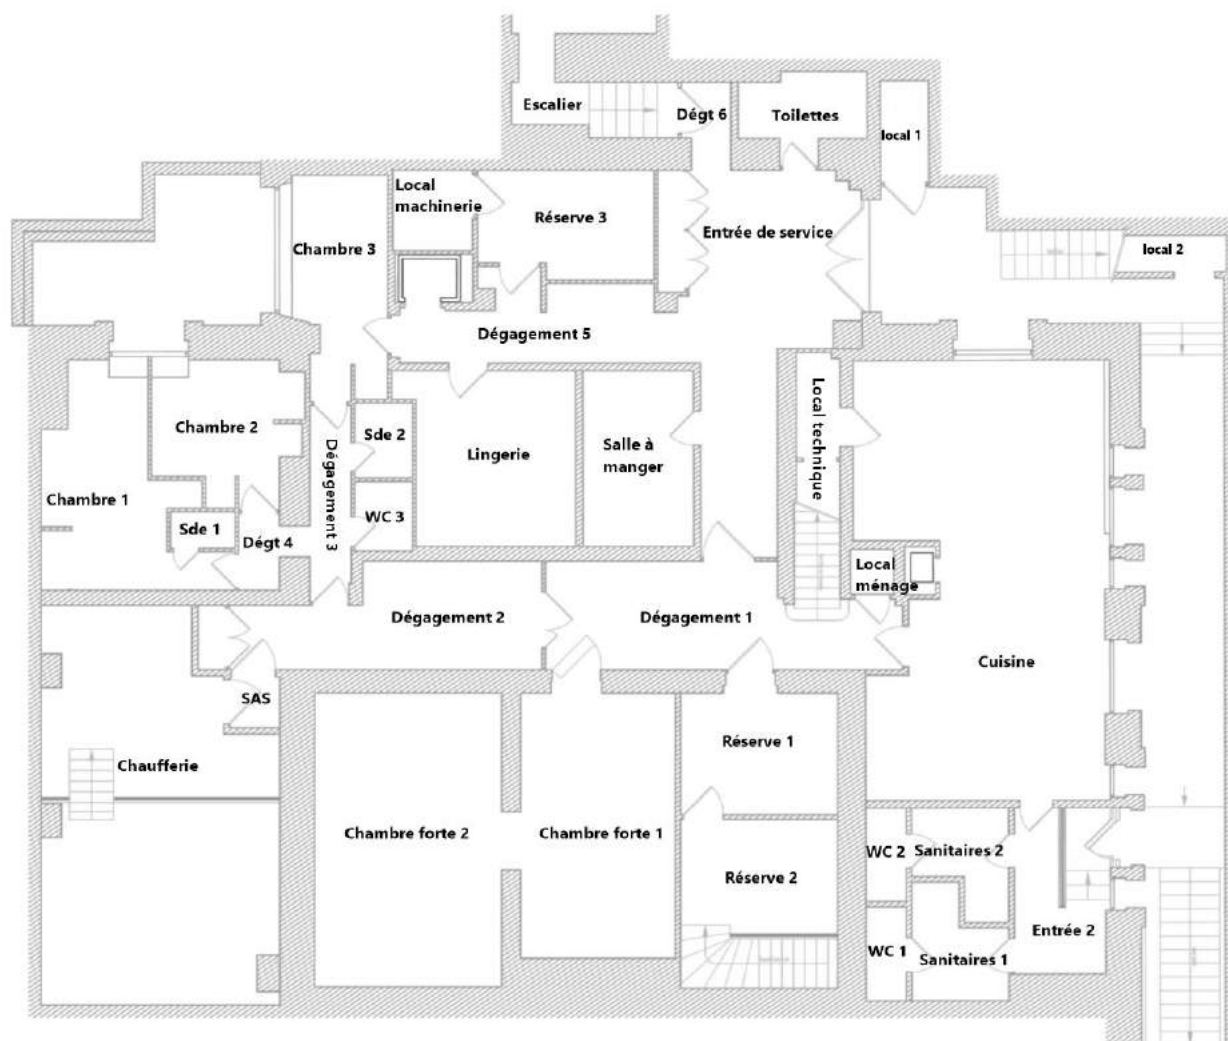 Escalier
Dégt 6
Toilettes
local 1
Local
machinerie
Réserve 3
Chambre 3
Entrée de service
local 2
Dégagement 5
Chambre 2
Sde 2
Lingerie
Salle à
manger
Local technique
Chambre 1
Dégagement 3
WC 3
Sde 1
Dégt 4
Local
ménage
Dégagement 2
Dégagement 1
Cuisine
SAS
Réserve 1
Chaufferie
Chambre forte 2
Chambre forte 1
WC 2
Sanitaires 2
Réserve 2
Entrée 2
WC 1
Sanitaires 1